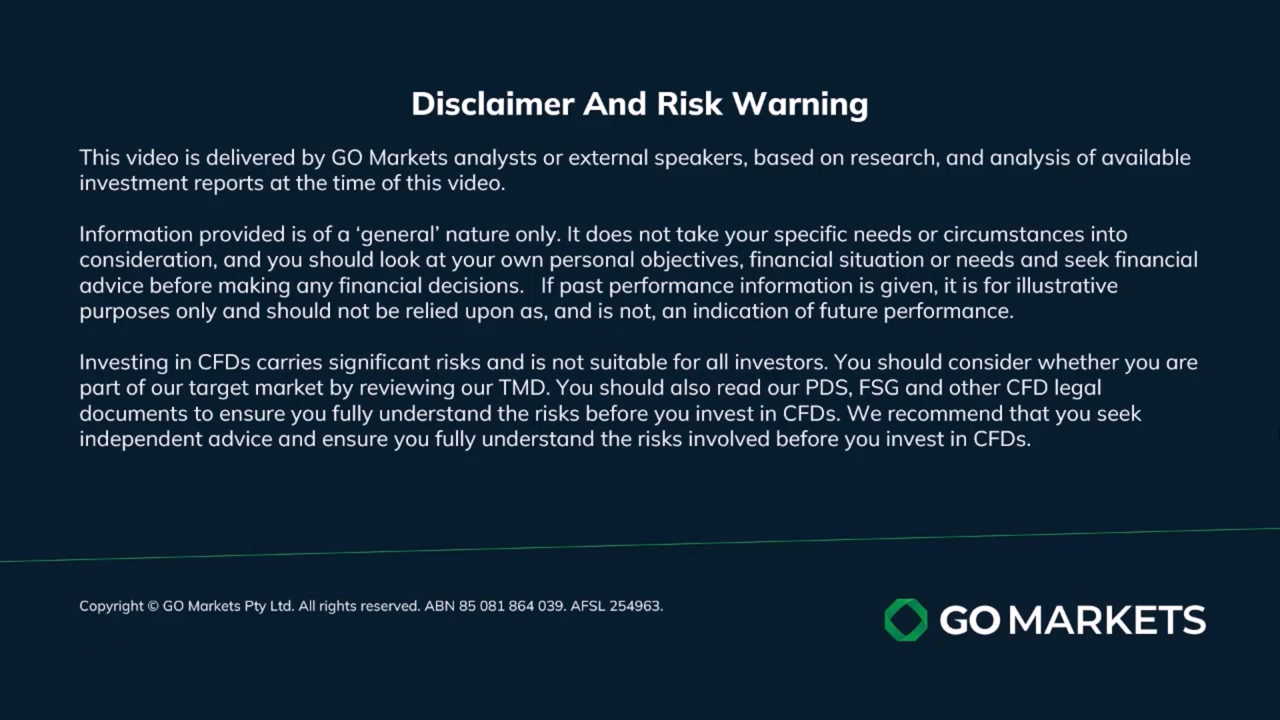 Disclaimer And Risk Warning
This video is delivered by GO Markets analysts or external speakers, based on research, and analysis of available
investment reports at the time of this video.
Information provided is of a ‘general’ nature only. It does not take your specific needs or circumstances into
consideration, and you should look at your own personal objectives, financial situation or needs and seek financial
advice before making any financial decisions.   If past performance information is given, it is for illustrative
purposes only and should not be relied upon as, and is not, an indication of future performance.
Investing in CFDs carries significant risks and is not suitable for all investors. You should consider whether you are
part of our target market by reviewing our TMD. You should also read our PDS, FSG and other CFD legal
documents to ensure you fully understand the risks before you invest in CFDs. We recommend that you seek
independent advice and ensure you fully understand the risks involved before you invest in CFDs.
Copyright © GO Markets Pty Ltd. All rights reserved. ABN 85 081 864 039. AFSL 254963.
GO MARKETS